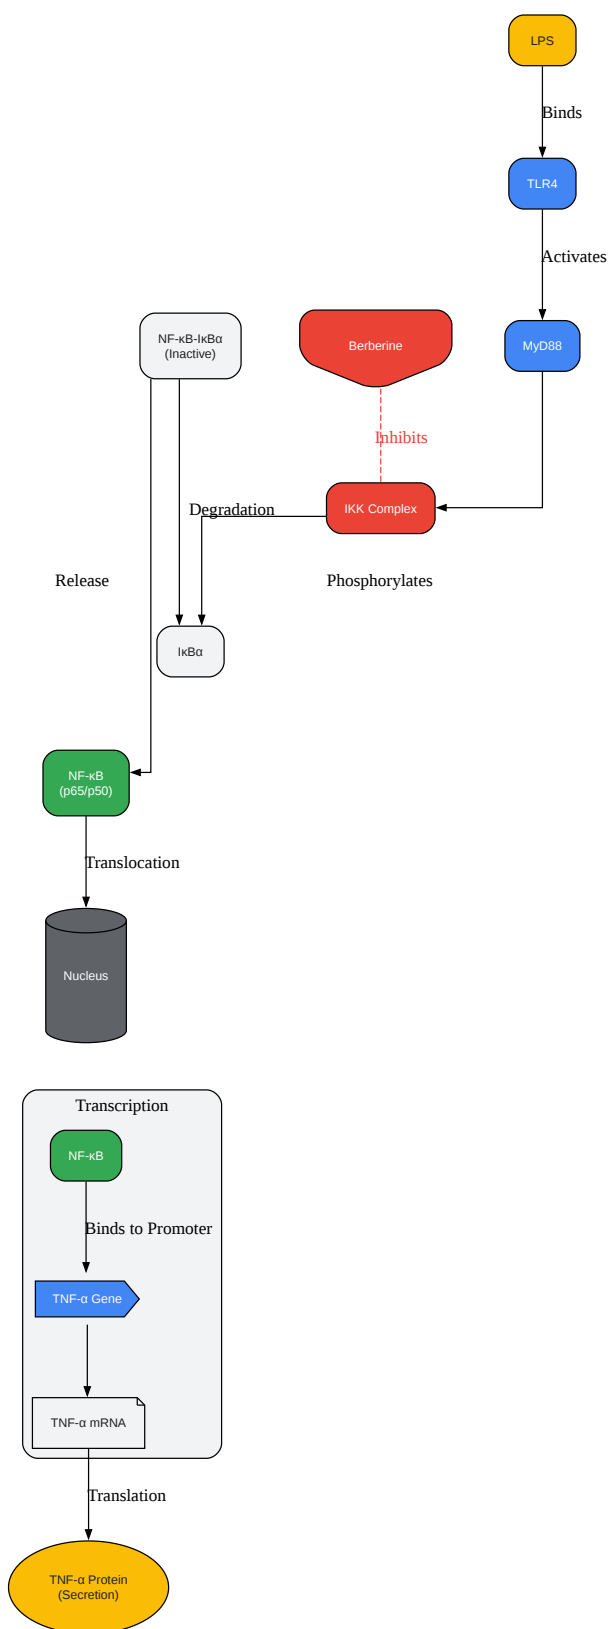 LPS
Binds
TLR4
Activates
NF-κB-IκBα
(Inactive)
Berberine
MyD88
Inhibits
Degradation
IKK Complex
Release
Phosphorylates
IκBα
NF-κB
(p65/p50)
Translocation
Nucleus
Transcription
NF-κB
Binds to Promoter
TNF-α Gene
TNF-α mRNA
Translation
TNF-α Protein
(Secretion)